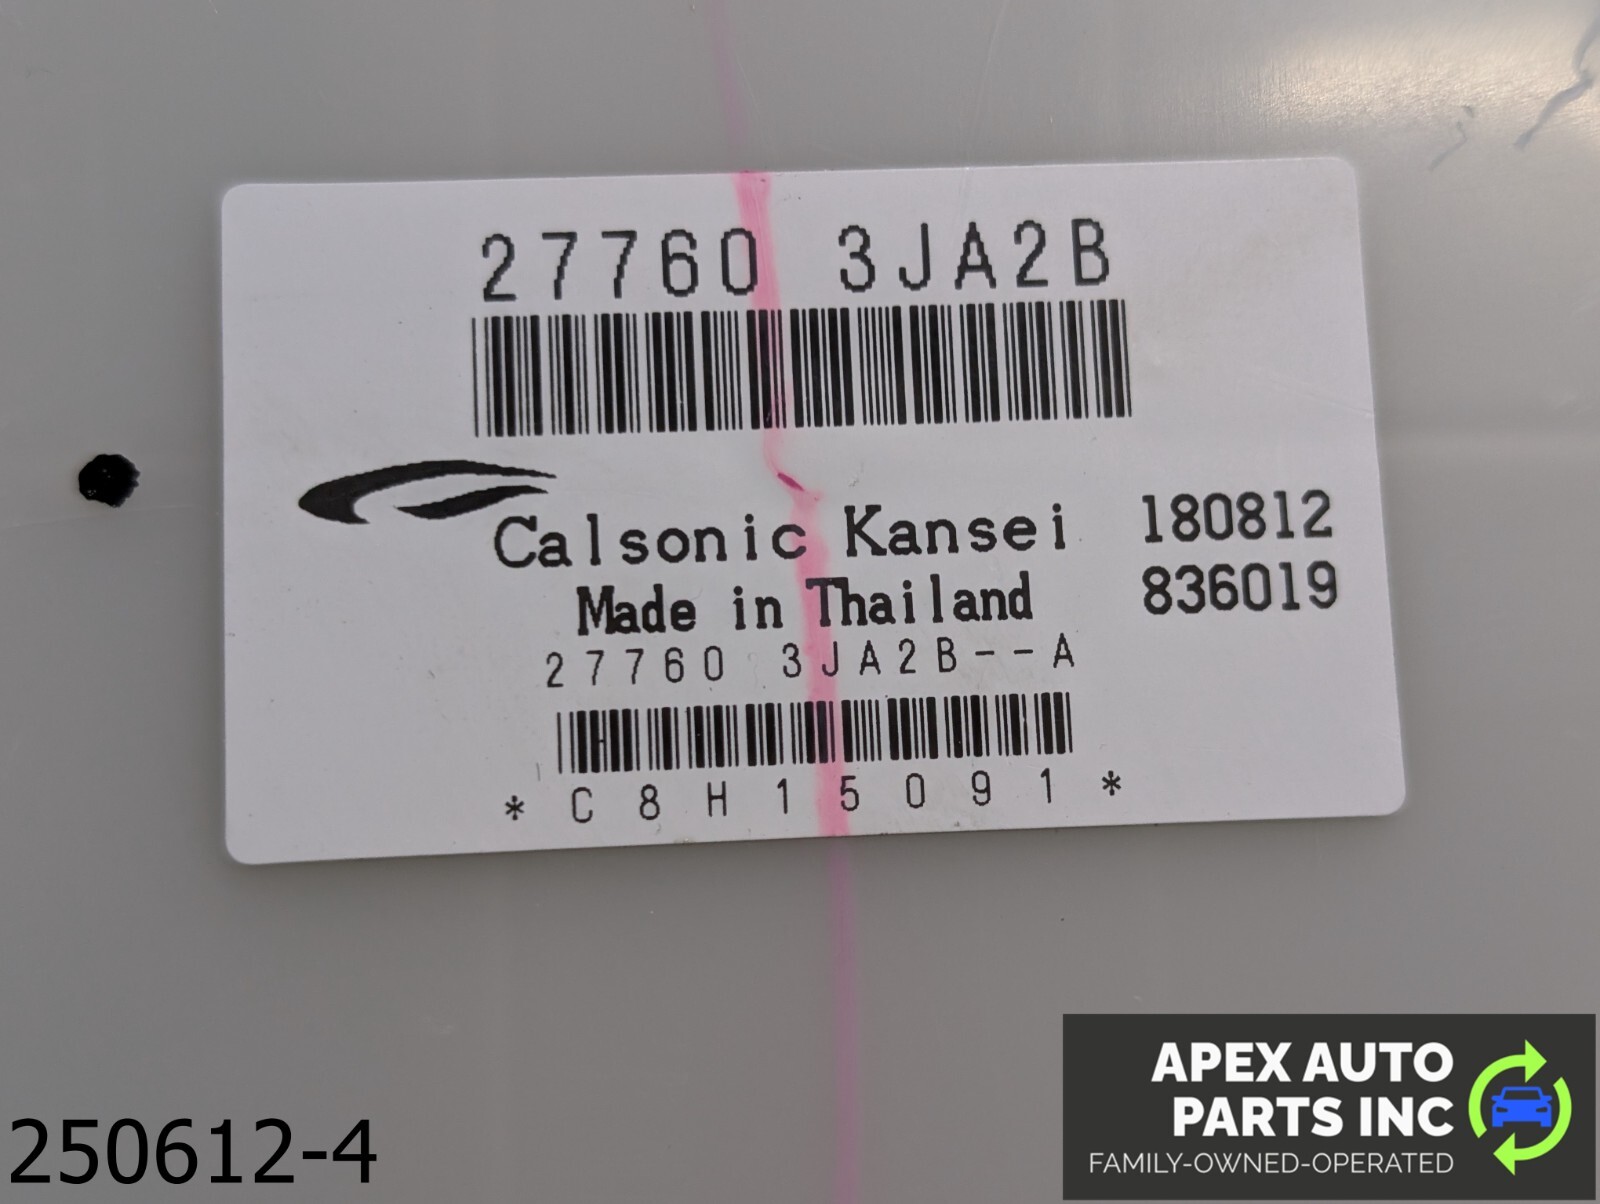 27760 3JA2B
Calsonic Kansei 180812
Made in Thailand 836019
27760 3JA2B--A
*C8H15091*
250612-4
APEX AUTO
PARTS INC
FAMILY-OWNED-OPERATED